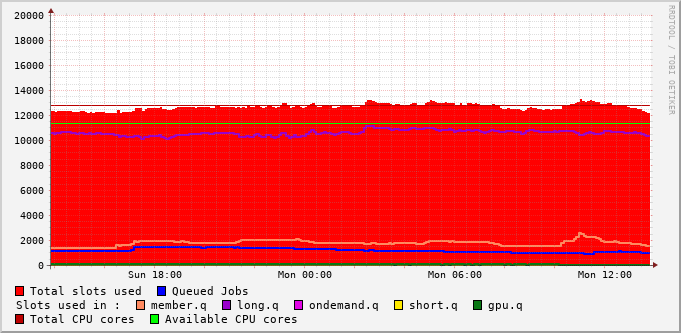 20000
18000
16000
14000
12000
10000
8000
6000
4000
2000
0
Sun 18:00 Mon 00:00 Mon 06:00 Mon 12:00
RRDTOOL / TOBI OETIKER
Total slots used Queued Jobs
Slots used in : member.q long.q ondemand.q short.q gpu.q
Total CPU cores Available CPU cores